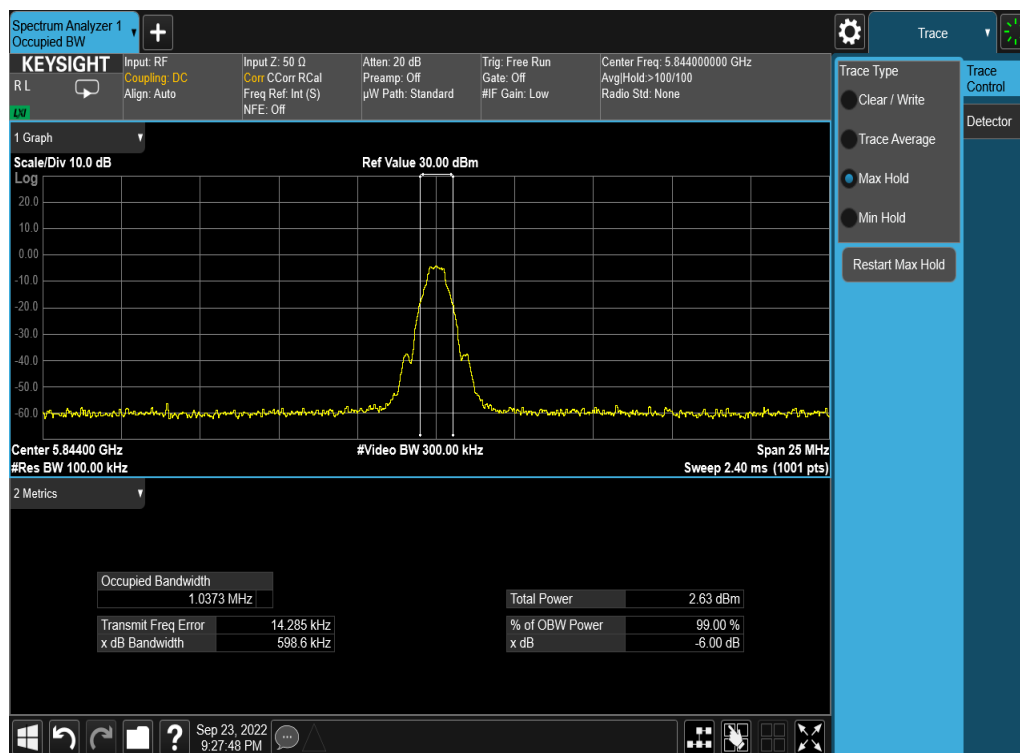 Spectrum Analyzer 1
Occupied BW
Trace
KEYSIGHT
R L
LXI
Input: RF
Coupling: DC
Align: Auto
Input Z: 50 Ω
Corr CCorr RCal
Freq Ref: Int (S)
NFE: Off
Atten: 20 dB
Preamp: Off
µW Path: Standard
Trig: Free Run
Gate: Off
#IF Gain: Low
Center Freq: 5.844000000 GHz
Avg|Hold:>100/100
Radio Std: None
Trace Type
Clear / Write
Trace Average
Max Hold
Min Hold
Restart Max Hold
Trace
Control
Detector
1 Graph
Scale/Div 10.0 dB
Ref Value 30.00 dBm
Log
20.0
10.0
0.00
-10.0
-20.0
-30.0
-40.0
-50.0
-60.0
Center 5.84400 GHz
#Video BW 300.00 kHz
Span 25 MHz
#Res BW 100.00 kHz
Sweep 2.40 ms (1001 pts)
2 Metrics
Occupied Bandwidth
1.0373 MHz
Total Power 2.63 dBm
Transmit Freq Error 14.285 kHz
% of OBW Power 99.00 %
x dB Bandwidth 598.6 kHz
x dB -6.00 dB
?
Sep 23, 2022
9:27:48 PM